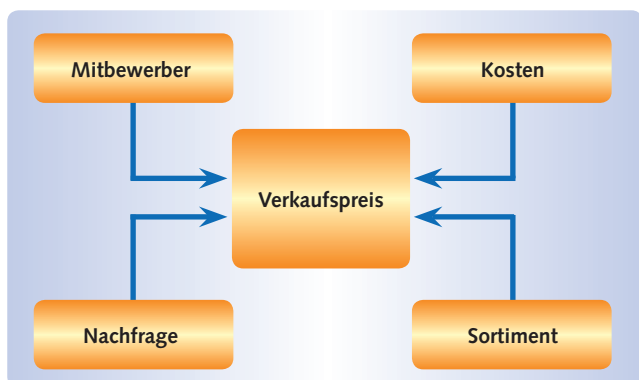 Mitbewerber
Kosten
Verkaufspreis
Nachfrage
Sortiment